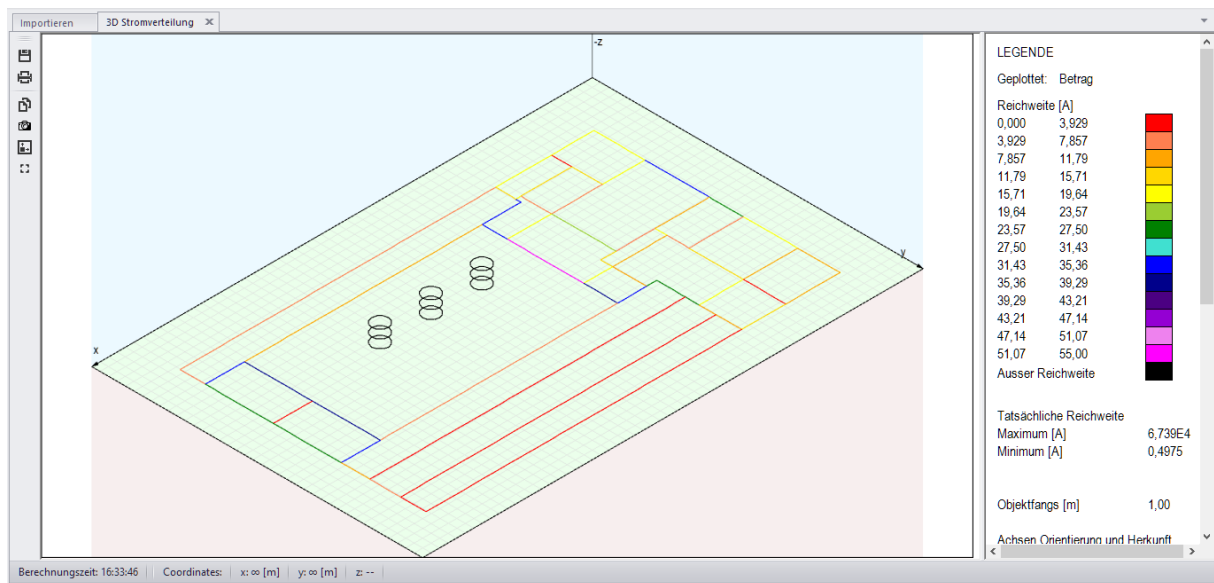 Importieren
3D Stromverteilung
-z
y
x
LEGENDE
Geplottet: Betrag
Reichweite [A]
0,000 3,929
3,929 7,857
7,857 11,79
11,79 15,71
15,71 19,64
19,64 23,57
23,57 27,50
27,50 31,43
31,43 35,36
35,36 39,29
39,29 43,21
43,21 47,14
47,14 51,07
51,07 55,00
Ausser Reichweite
Tatsächliche Reichweite
Maximum [A] 6,739E4
Minimum [A] 0,4975
Objektfangs [m] 1,00
Achsen Orientierung und Herkunft
Berechnungszeit: 16:33:46 Coordinates: x: ∞ [m] y: ∞ [m] z: --